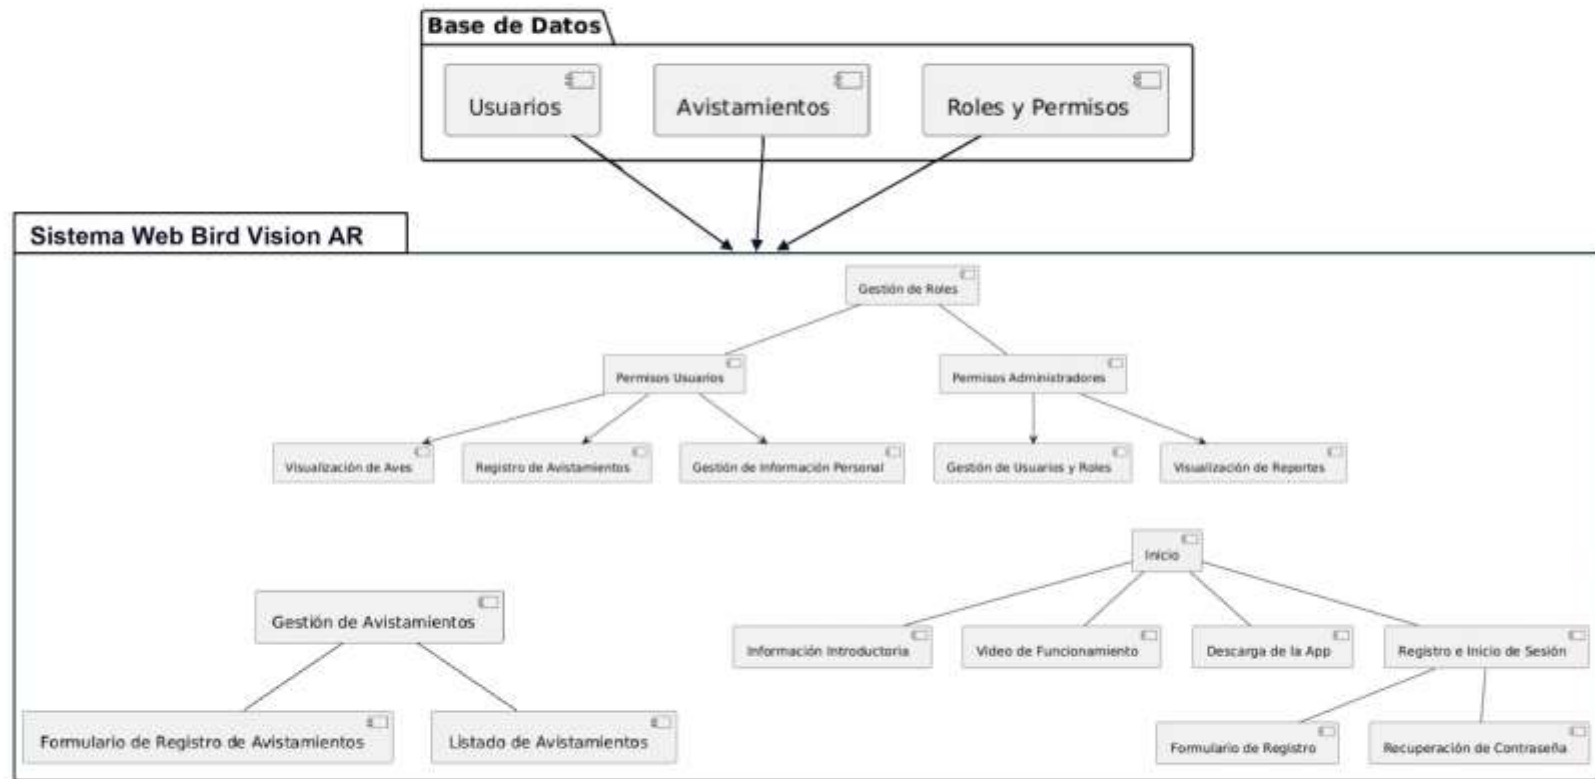 Base de Datos
Usuarios
Avistamientos
Roles y Permisos
Sistema Web Bird Vision AR
Gestión de Roles
Permisos Usuarios
Permisos Administradores
Visualización de Aves
Registro de Avistamientos
Gestión de Información Personal
Gestión de Usuarios y Roles
Visualización de Reportes
Inicio
Gestión de Avistamientos
Información Introductoria
Video de Funcionamiento
Descarga de la App
Registro e Inicio de Sesión
Formulario de Registro de Avistamientos
Listado de Avistamientos
Formulario de Registro
Recuperación de Contraseña